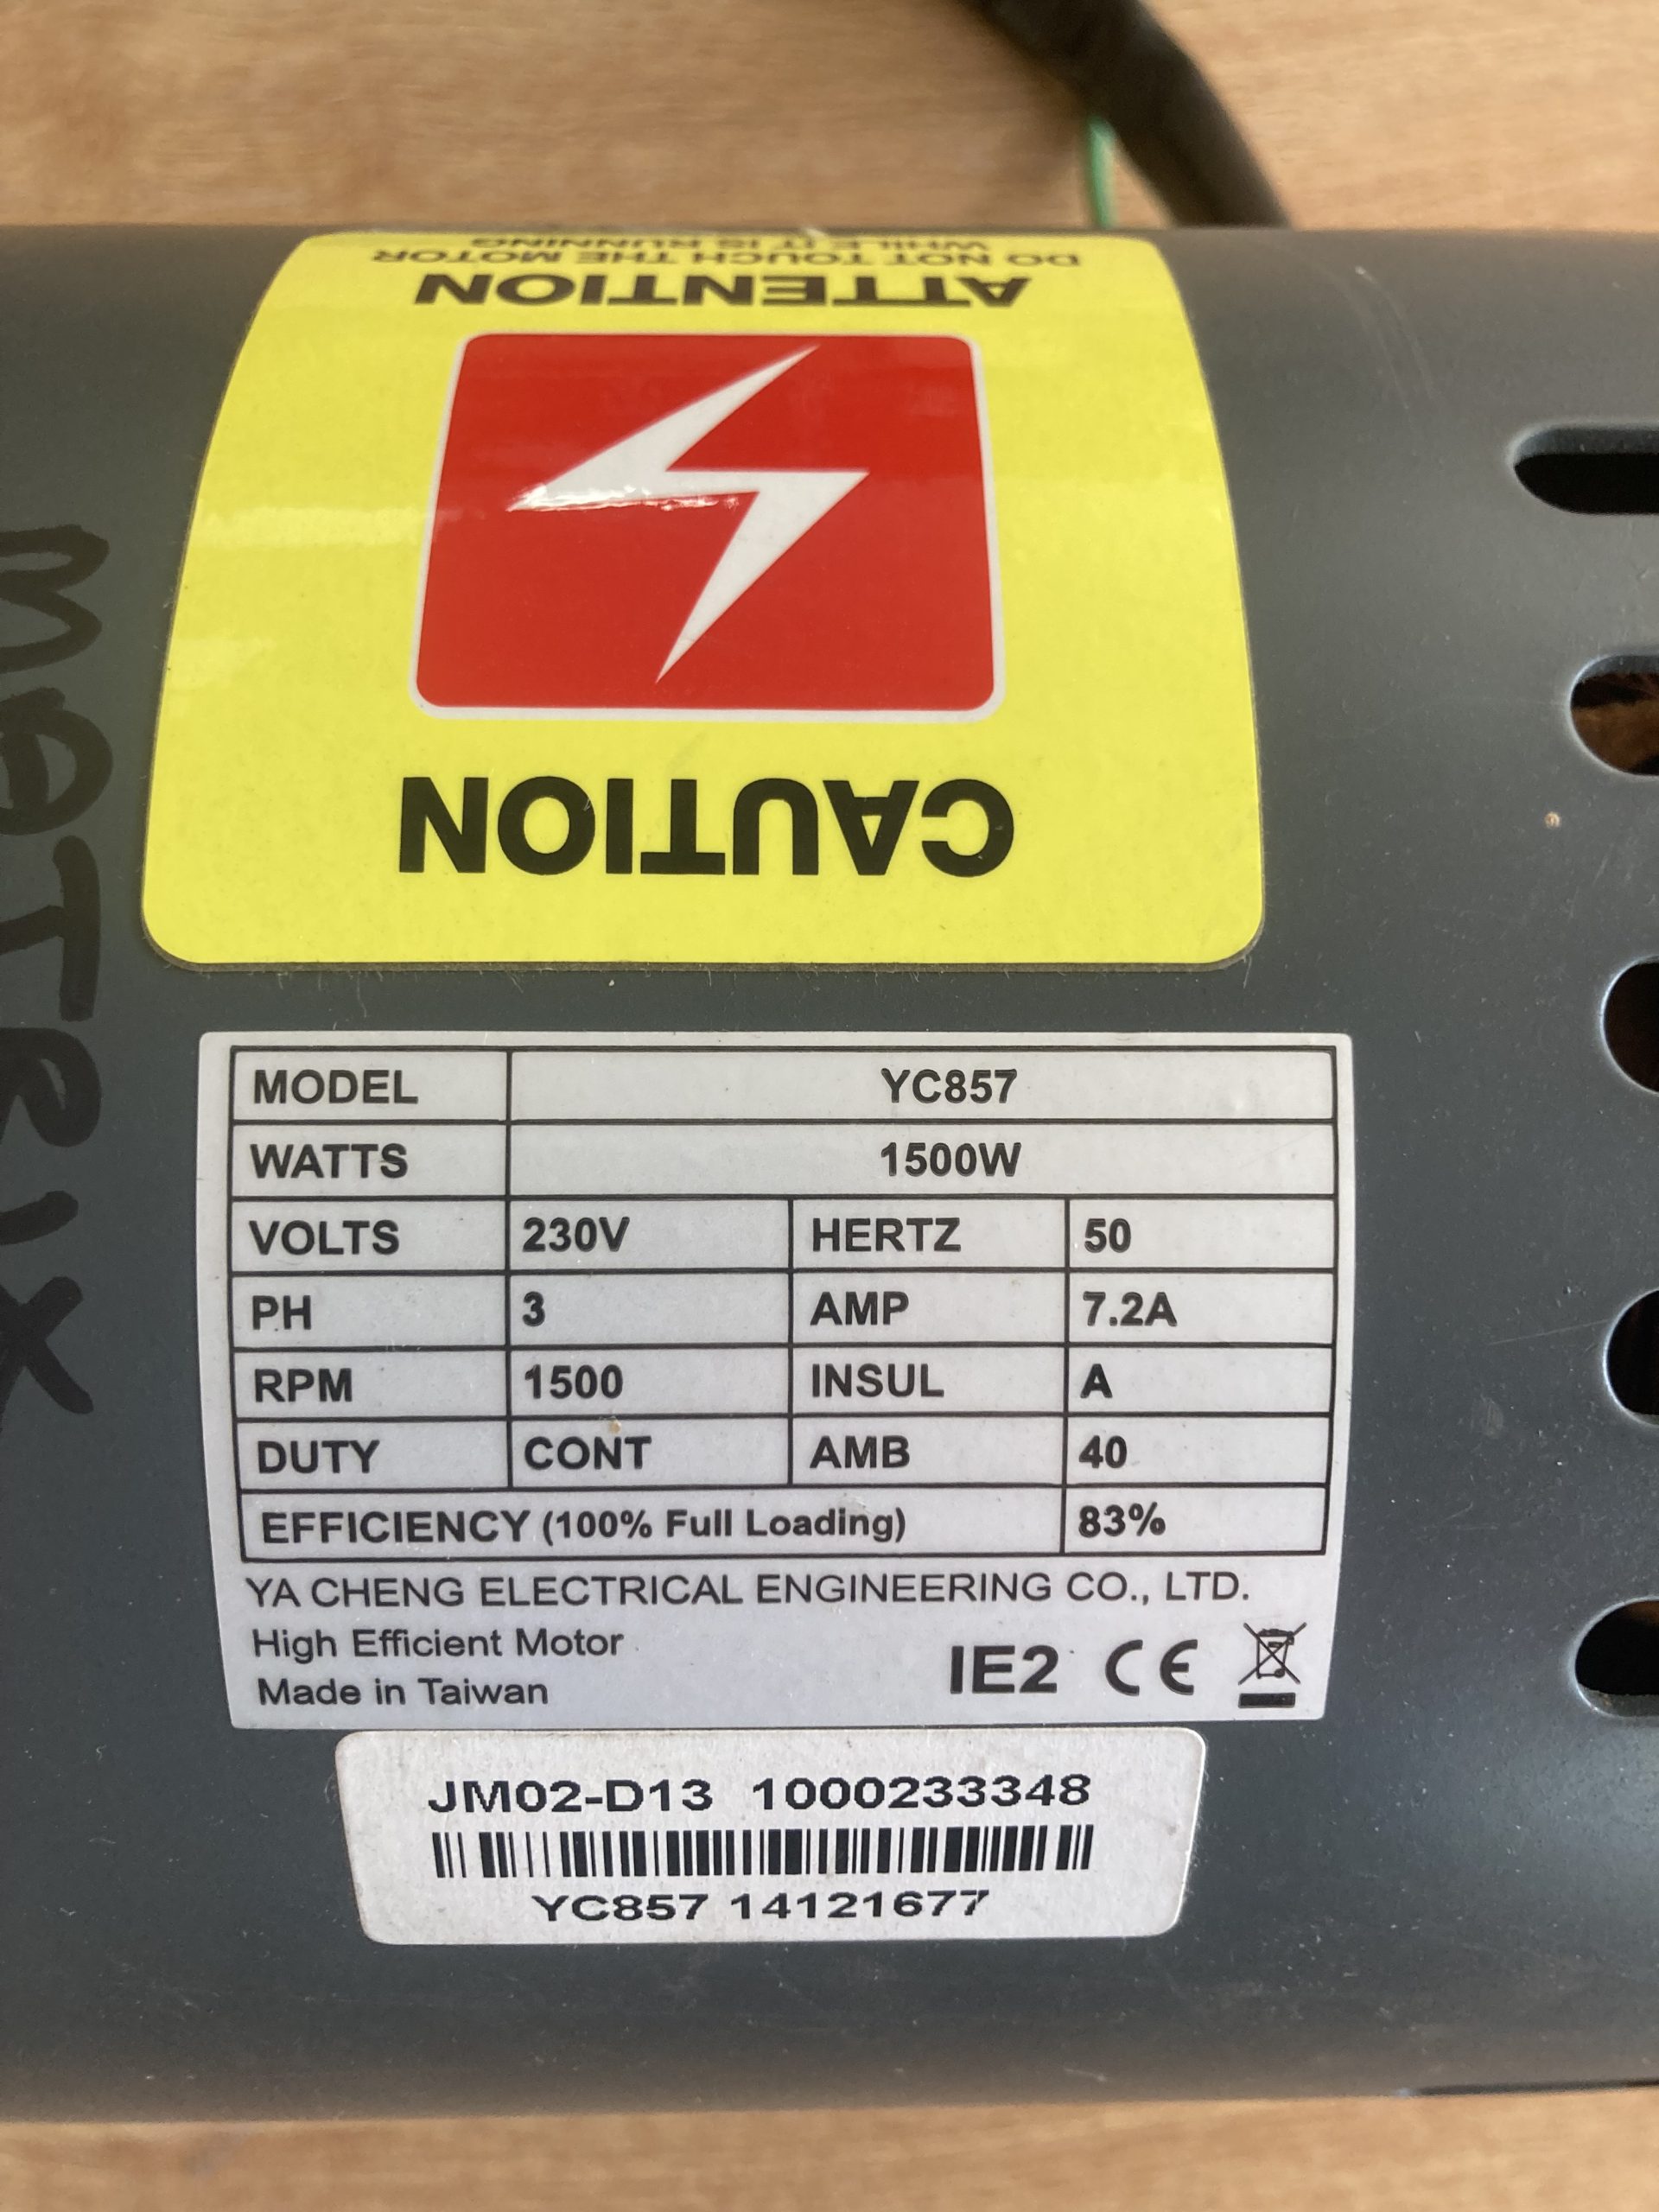 CAUTION
ATTENTION
DO NOT TOUCH THE MOTOR
WHILE IT IS RUNNING
MeTRIX
MODEL YC857
WATTS 1500W
VOLTS 230V HERTZ 50
PH 3 AMP 7.2A
RPM 1500 INSUL A
DUTY CONT AMB 40
EFFICIENCY (100% Full Loading) 83%
YA CHENG ELECTRICAL ENGINEERING CO., LTD.
High Efficient Motor
Made in Taiwan
IE2 CE
JM02-D13 1000233348
YC857 14121677